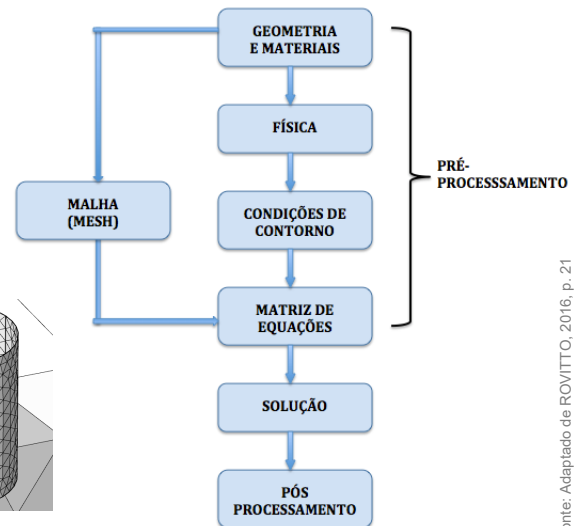 GEOMETRIA
E MATERIAIS
FÍSICA
PRÉ-
PROCESSSAMENTO
MALHA
(MESH)
CONDIÇÕES DE
CONTORNO
MATRIZ DE
EQUAÇÕES
SOLUÇÃO
PÓS
PROCESSAMENTO
nte: Adaptado de ROVITTO, 2016, p. 21